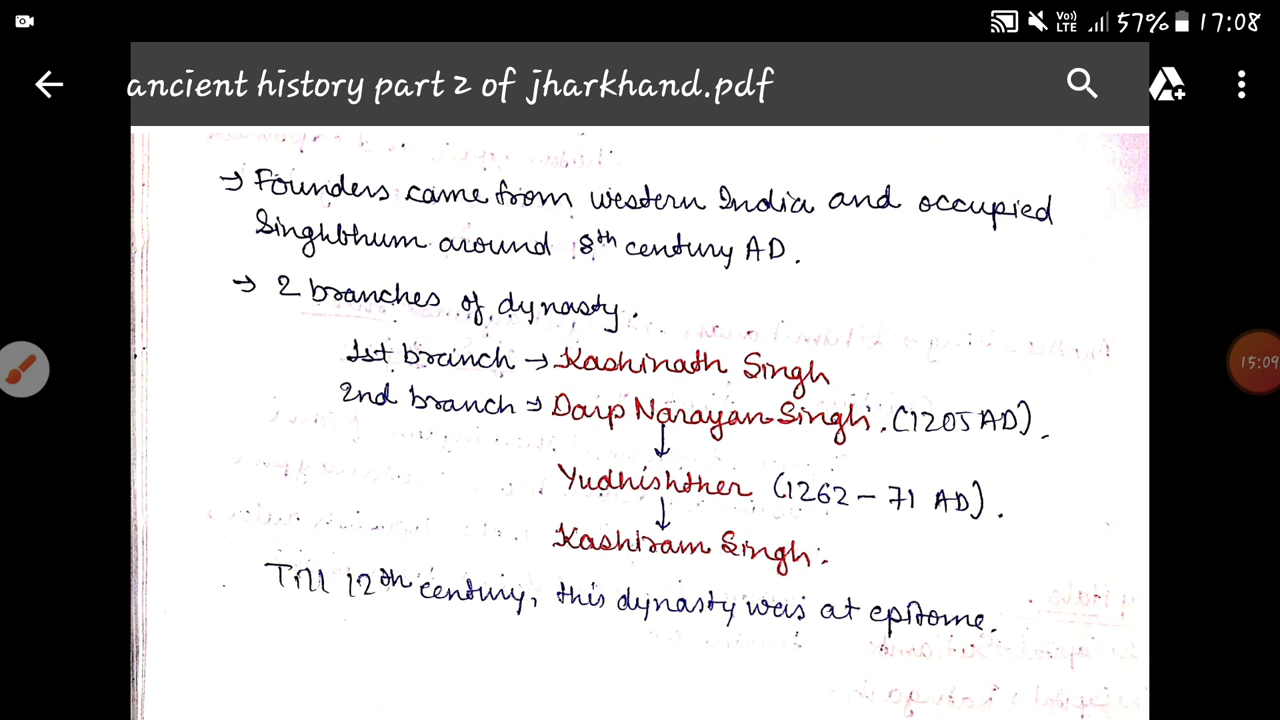 Vo)) LTE 57% 17:08
ancient history part 2 of jharkhand.pdf
→ Founders came from western India and occupied
Singhbhum around 8th century AD.
→ 2 branches of dynasty.
1st branch → Kashinath Singh
15:09
2nd branch → Darp Narayan Singh. (1205 AD).
↓
Yudhishther (1262 - 71 AD).
↓
Kashiram Singh.
Till 12th century, this dynasty was at epitome.